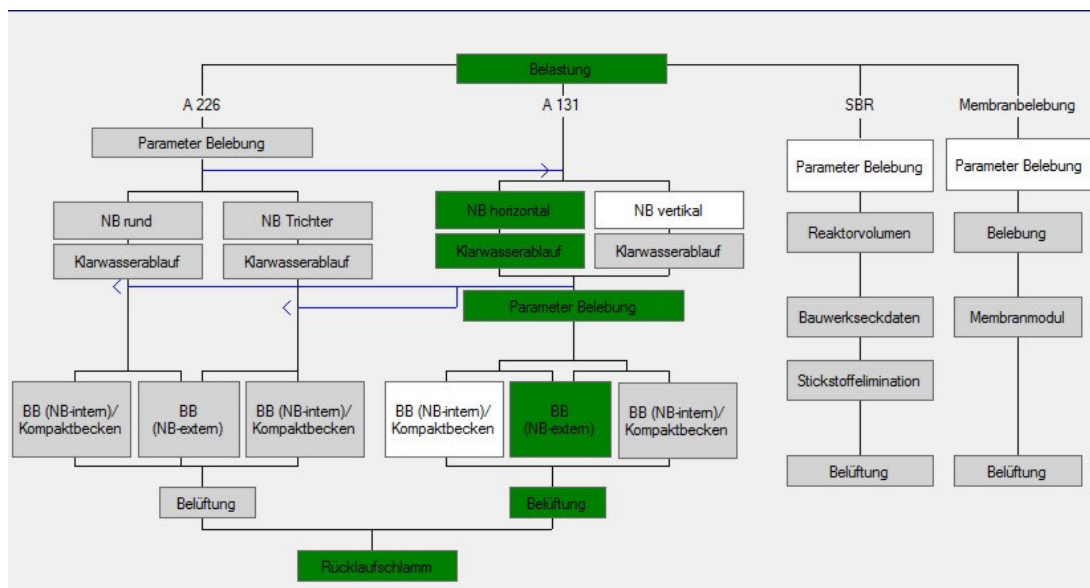 Belastung
A 226
A 131
SBR
Membranbelebung
Parameter Belebung
Parameter Belebung
Parameter Belebung
NB rund
NB Trichter
NB horizontal
NB vertikal
Reaktorvolumen
Belebung
Klarwasserablauf
Klarwasserablauf
Klarwasserablauf
Klarwasserablauf
Parameter Belebung
Bauwerkseckdaten
Membranmodul
Stickstoffelimination
BB (NB-intern)/
Kompaktbecken
BB
(NB-extern)
BB (NB-intern)/
Kompaktbecken
BB (NB-intern)/
Kompaktbecken
BB
(NB-extern)
BB (NB-intern)/
Kompaktbecken
Belüftung
Belüftung
Belüftung
Belüftung
Rücklaufschlamm